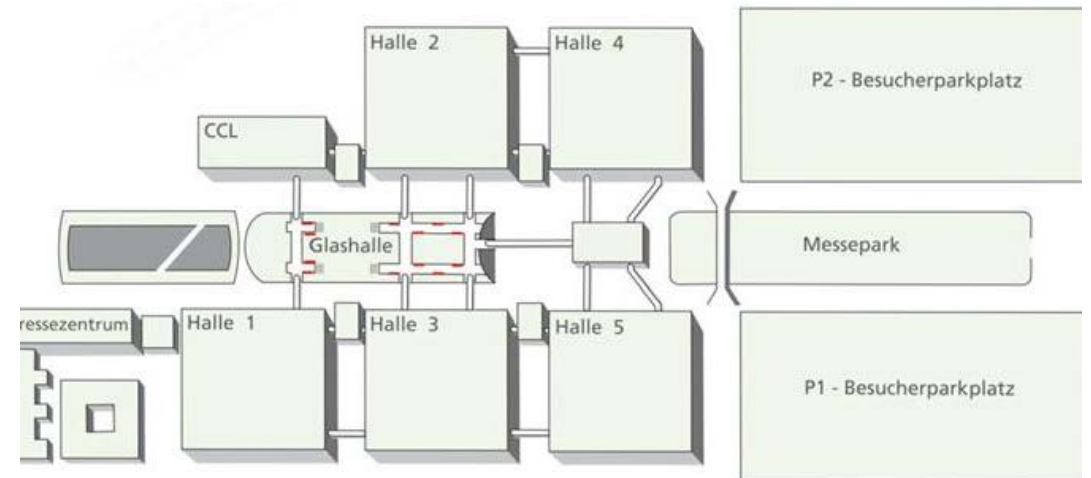 Halle 2
Halle 4
P2 - Besucherparkplatz
CCL
Glashalle
Messepark
ressezentrum
Halle 1
Halle 3
Halle 5
P1 - Besucherparkplatz